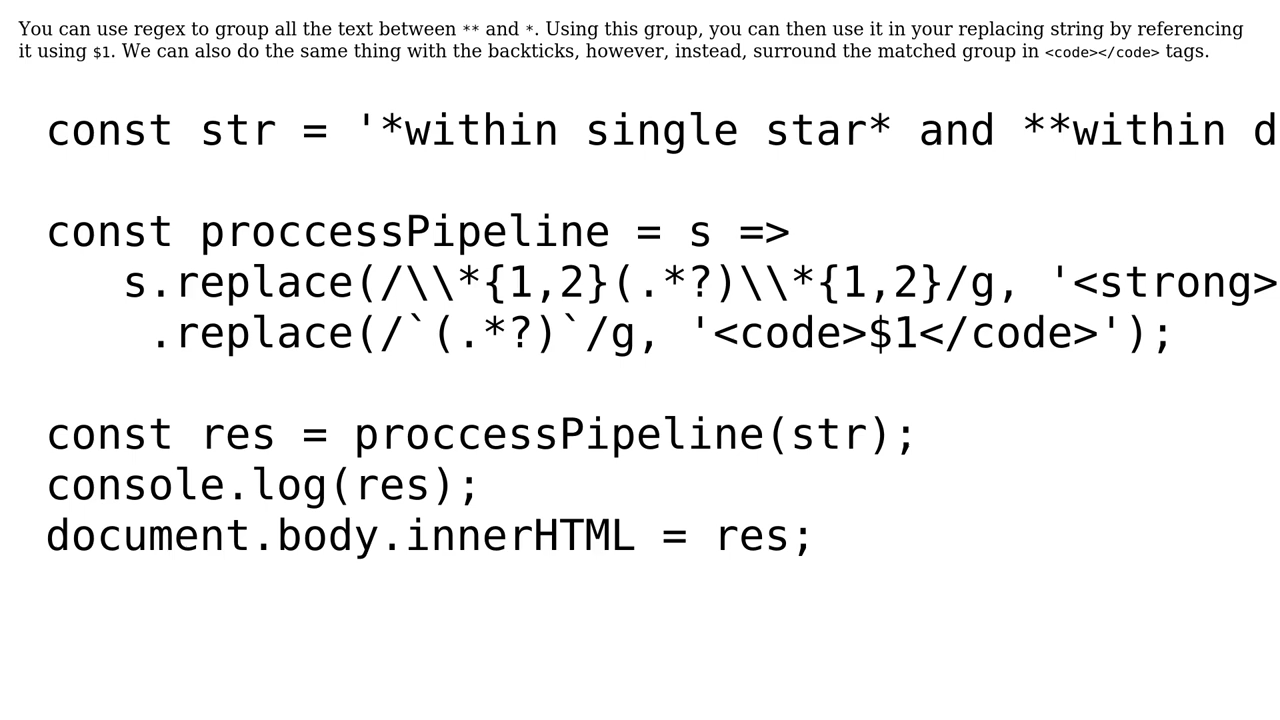 You can use regex to group all the text between ** and *. Using this group, you can then use it in your replacing string by referencing
it using $1. We can also do the same thing with the backticks, however, instead, surround the matched group in <code></code> tags.
const str = '*within single star* and **within d
const proccessPipeline = s =>
   s.replace(/\\*{1,2}(.*?)\\*{1,2}/g, '<strong>
    .replace(/`(.*?)`/g, '<code>$1</code>');
const res = proccessPipeline(str);
console.log(res);
document.body.innerHTML = res;